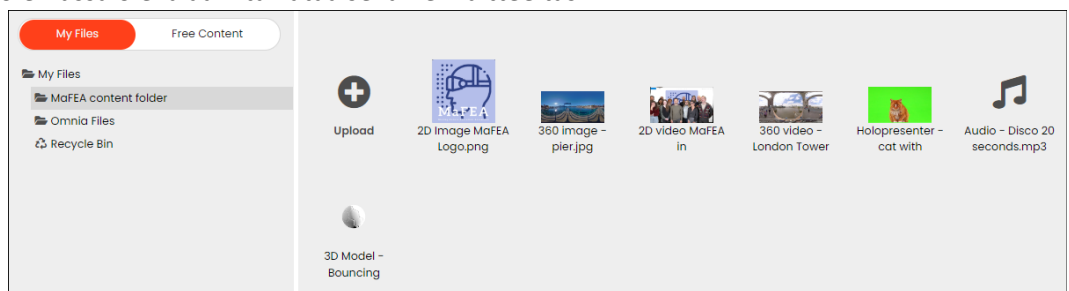 My Files
Free Content
My Files
MaFEA content folder
Omnia Files
Recycle Bin
Upload
MaFEA
2D Image MaFEA
Logo.png
360 image -
pier.jpg
2D video MaFEA
in
360 video -
London Tower
Holopresenter -
cat with
Audio - Disco 20
seconds.mp3
3D Model -
Bouncing